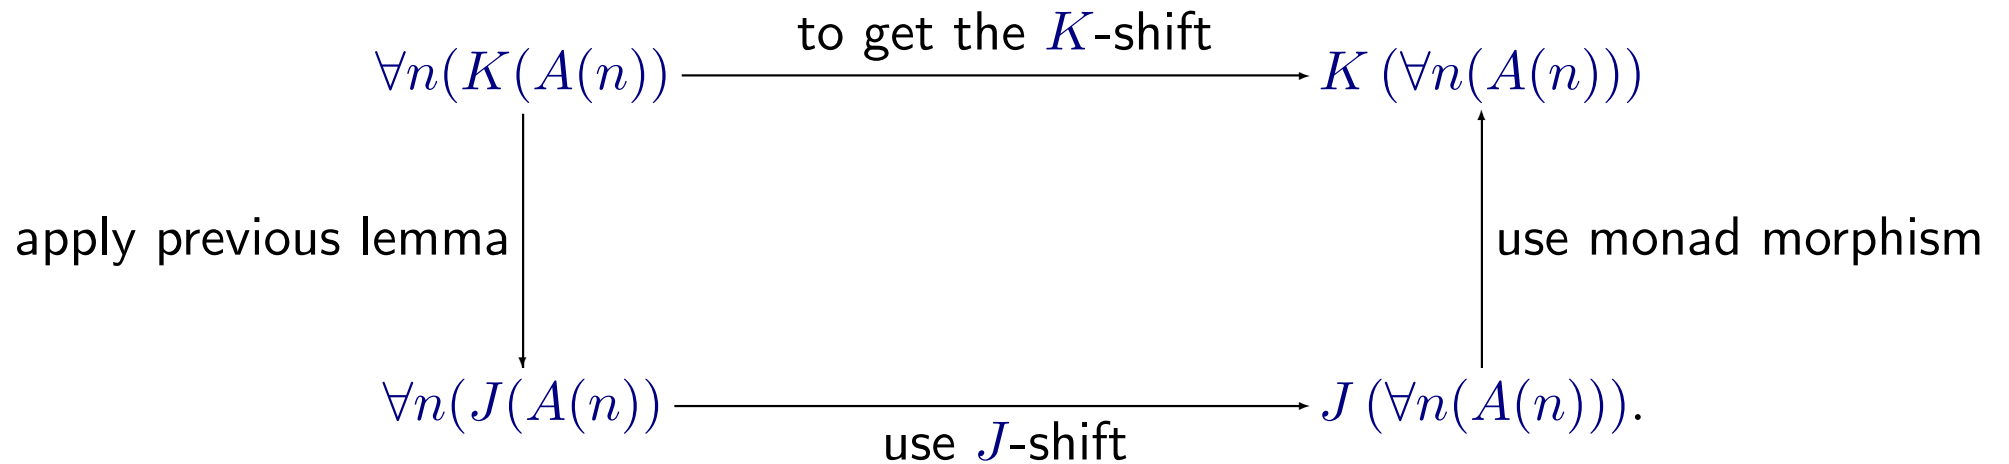 to get the K-shift
∀n(K(A(n)) K (∀n(A(n)))
apply previous lemma use monad morphism
∀n(J(A(n)) J (∀n(A(n))).
use J-shift